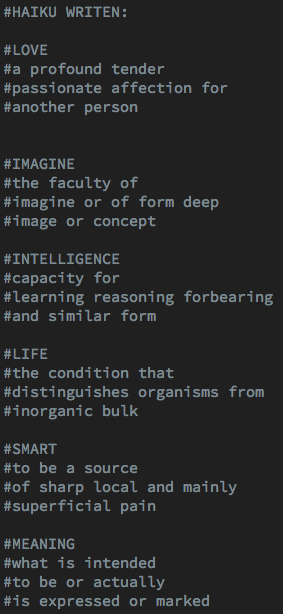 #HAIKU WRITEN:
#LOVE
#a profound tender
#passionate affection for
#another person
#IMAGINE
#the faculty of
#imagine or of form deep
#image or concept
#INTELLIGENCE
#capacity for
#learning reasoning forbearing
#and similar form
#LIFE
#the condition that
#distinguishes organisms from
#inorganic bulk
#SMART
#to be a source
#of sharp local and mainly
#superficial pain
#MEANING
#what is intended
#to be or actually
#is expressed or marked